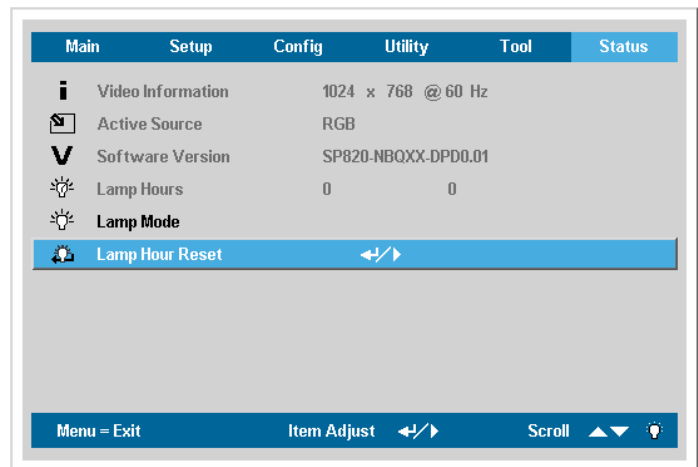 Main Setup Config Utility Tool Status
Video Information 1024 x 768 @ 60 Hz
Active Source RGB
V Software Version SP820-NBQXX-DPD0.01
Lamp Hours 0 0
Lamp Mode
Lamp Hour Reset
Menu = Exit Item Adjust Scroll